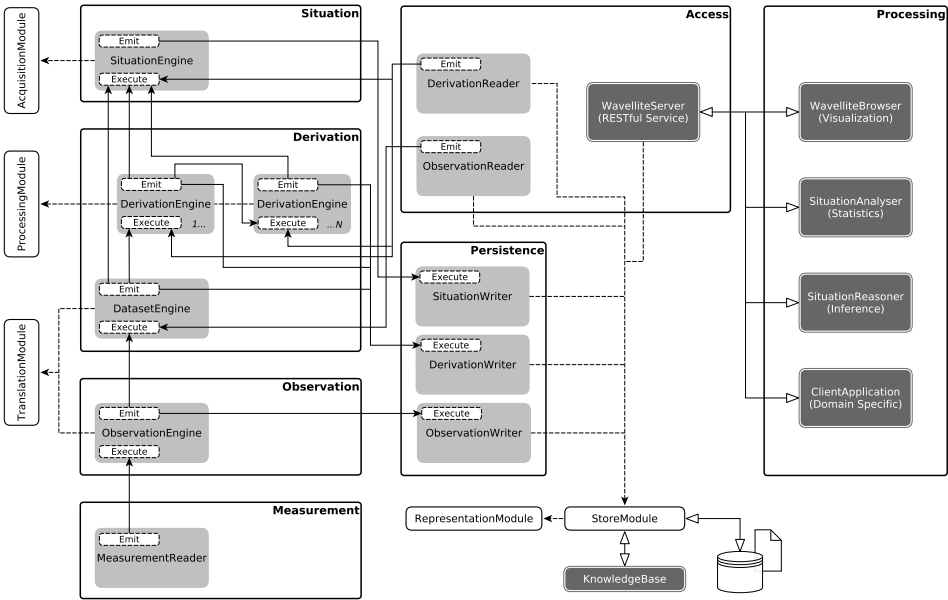 AcquisitionModule
ProcessingModule
TranslationModule
Situation
Emit
SituationEngine
Execute
Derivation
Emit
DerivationEngine
Execute
1...
Emit
DerivationEngine
Execute
...N
Emit
DatasetEngine
Execute
Observation
Emit
ObservationEngine
Execute
Measurement
Emit
MeasurementReader
Access
Emit
DerivationReader
Emit
ObservationReader
WavelliteServer
(RESTful Service)
Persistence
Execute
SituationWriter
Execute
DerivationWriter
Execute
ObservationWriter
RepresentationModule
StoreModule
KnowledgeBase
Processing
WavelliteBrowser
(Visualization)
SituationAnalyser
(Statistics)
SituationReasoner
(Inference)
ClientApplication
(Domain Specific)